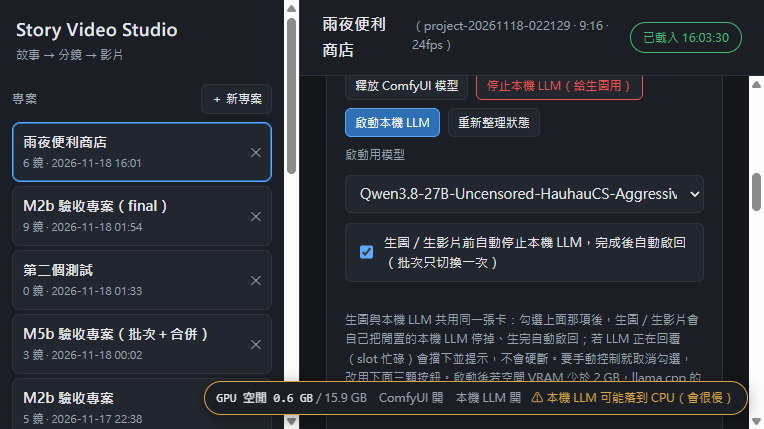 Story Video Studio
故事 → 分鏡 → 影片
專案
+ 新專案
雨夜便利商店
6 鏡 · 2026-11-18 16:01
M2b 驗收專案（final）
9 鏡 · 2026-11-18 01:54
第二個測試
0 鏡 · 2026-11-18 01:33
M5b 驗收專案（批次＋合併）
3 鏡 · 2026-11-18 00:02
M2b 驗收專案
5 鏡 · 2026-11-17 22:38
雨夜便利
商店
（project-20261118-022129 · 9:16 ·
24fps）
已載入 16:03:30
釋放 ComfyUI 模型
停止本機 LLM（給生圖用）
啟動本機 LLM
重新整理狀態
啟動用模型
Qwen3.8-27B-Uncensored-HauhauCS-Aggressiv
生圖／生影片前自動停止本機 LLM，完成後自動啟回
（批次只切換一次）
生圖與本機 LLM 共用同一張卡：勾選上面那項後，生圖／生影片會
自己把閒置的本機 LLM 停掉、生完自動啟回；若 LLM 正在回覆
（slot 忙碌）會擋下並提示，不會硬斷。要手動控制就取消勾選，
改用下面三顆按鈕。啟動後若空閒 VRAM 少於 2 GB，llama.cpp 的
GPU 空閒 0.6 GB / 15.9 GB ComfyUI 開 本機 LLM 開 ⚠ 本機 LLM 可能落到 CPU（會很慢）